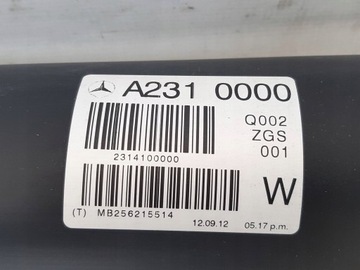 A231 0000
Q002
ZGS
001
2314100000
W
(T) MB256215514
12.09.12 05.17 p.m.